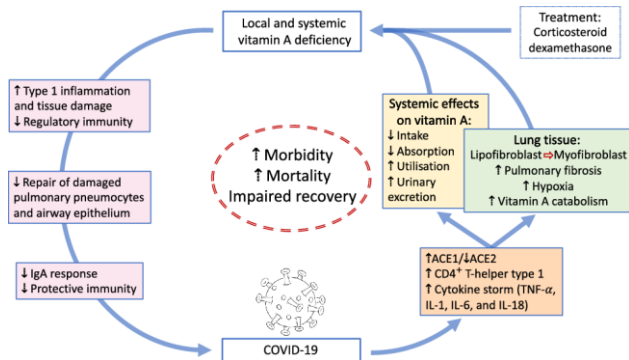 Local and systemic
vitamin A deficiency
Treatment:
Corticosteroid
dexamethasone
↑ Type 1 inflammation
and tissue damage
↓ Regulatory immunity
↓ Repair of damaged
pulmonary pneumocytes
and airway epithelium
↓ IgA response
↓ Protective immunity
↑ Morbidity
↑ Mortality
Impaired recovery
Systemic effects
on vitamin A:
↓ Intake
↓ Absorption
↑ Utilisation
↑ Urinary
excretion
Lung tissue:
Lipofibroblast⇨Myofibroblast
↑ Pulmonary fibrosis
↑ Hypoxia
↑ Vitamin A catabolism
↑ACE1/↓ACE2
↑ CD4⁺ T-helper type 1
↑ Cytokine storm (TNF-α,
IL-1, IL-6, and IL-18)
COVID-19